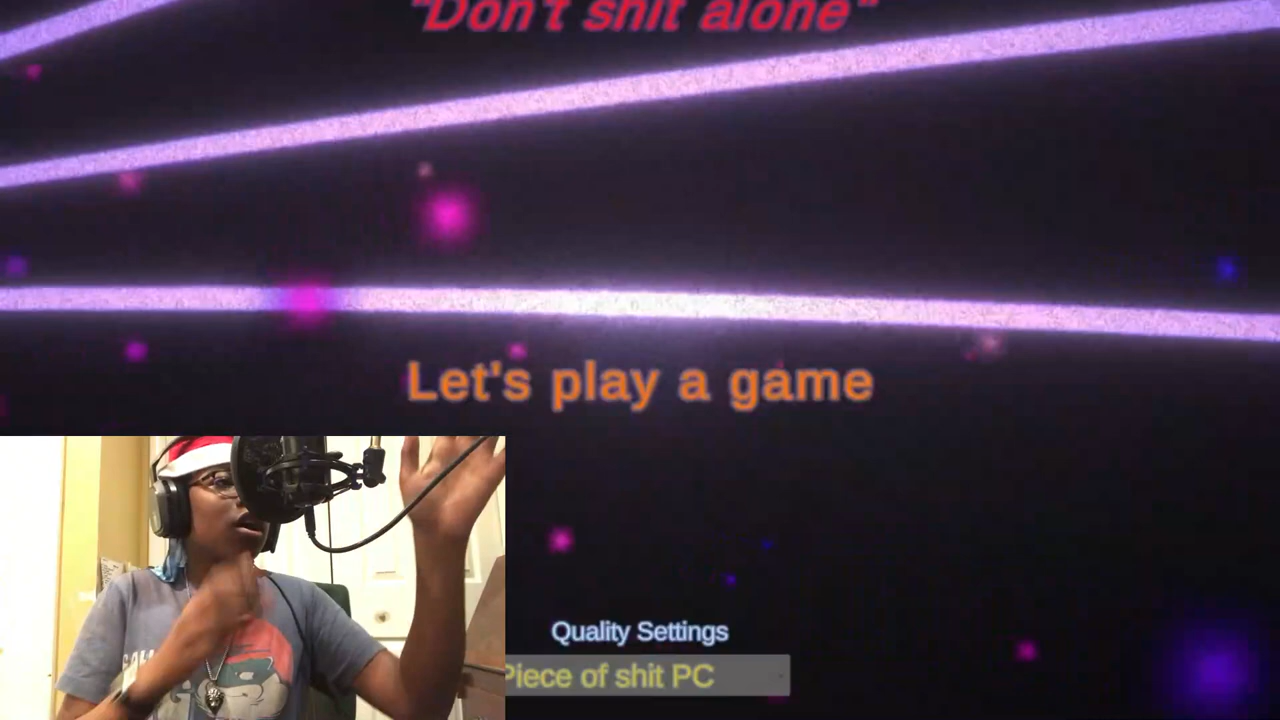 "Don't shit alone"
Let's play a game
Quality Settings
Piece of shit PC